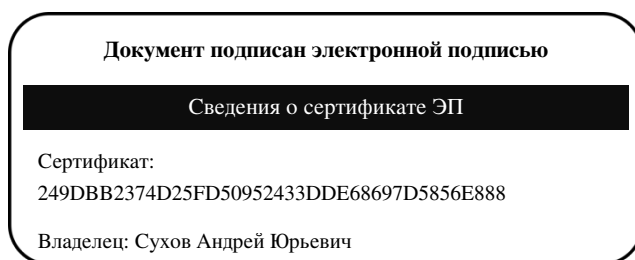 Документ подписан электронной подписью
Сведения о сертификате ЭП
Сертификат:
249DBB2374D25FD50952433DDE68697D5856E888
Владелец: Сухов Андрей Юрьевич